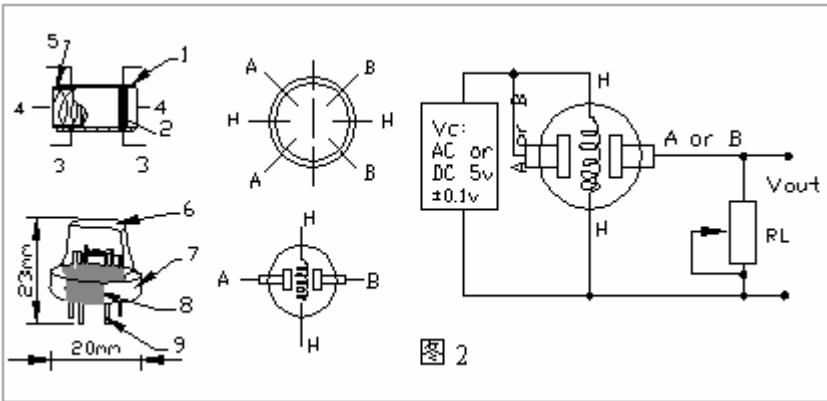 5
1
4
4
2
3
3
A
B
H
H
A
B
6
7
8
9
23mm
20mm
H
A
B
H
H
A or B
Vc:
AC or
DC 5v
±0.1v
A or B
Vout
H
RL
图 2